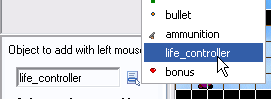 bullet
ammunition
Object to add with left mouse
life_controller
life_controller
bonus